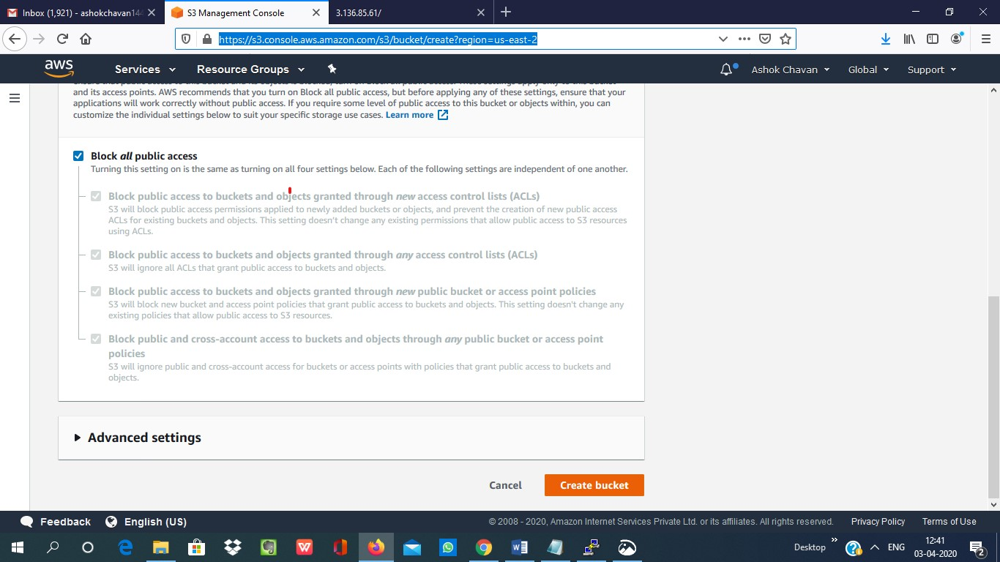 Inbox (1,921) - ashokchavan14
S3 Management Console
3.136.85.61/
https://s3.console.aws.amazon.com/s3/bucket/create?region=us-east-2
aws
Services
Resource Groups
Ashok Chavan
Global
Support
and its access points. AWS recommends that you turn on Block all public access, but before applying any of these settings, ensure that your
applications will work correctly without public access. If you require some level of public access to this bucket or objects within, you can
customize the individual settings below to suit your specific storage use cases. Learn more
Block all public access
Turning this setting on is the same as turning on all four settings below. Each of the following settings are independent of one another.
Block public access to buckets and objects granted through new access control lists (ACLs)
S3 will block public access permissions applied to newly added buckets or objects, and prevent the creation of new public access
ACLs for existing buckets and objects. This setting doesn't change any existing permissions that allow public access to S3 resources
using ACLs.
Block public access to buckets and objects granted through any access control lists (ACLs)
S3 will ignore all ACLs that grant public access to buckets and objects.
Block public access to buckets and objects granted through new public bucket or access point policies
S3 will block new bucket and access point policies that grant public access to buckets and objects. This setting doesn't change any
existing policies that allow public access to S3 resources.
Block public and cross-account access to buckets and objects through any public bucket or access point
policies
S3 will ignore public and cross-account access for buckets or access points with policies that grant public access to buckets and
objects.
Advanced settings
Cancel
Create bucket
Feedback
English (US)
© 2008 - 2020, Amazon Internet Services Private Ltd. or its affiliates. All rights reserved.
Privacy Policy
Terms of Use
Desktop
ENG
12:41
03-04-2020
2